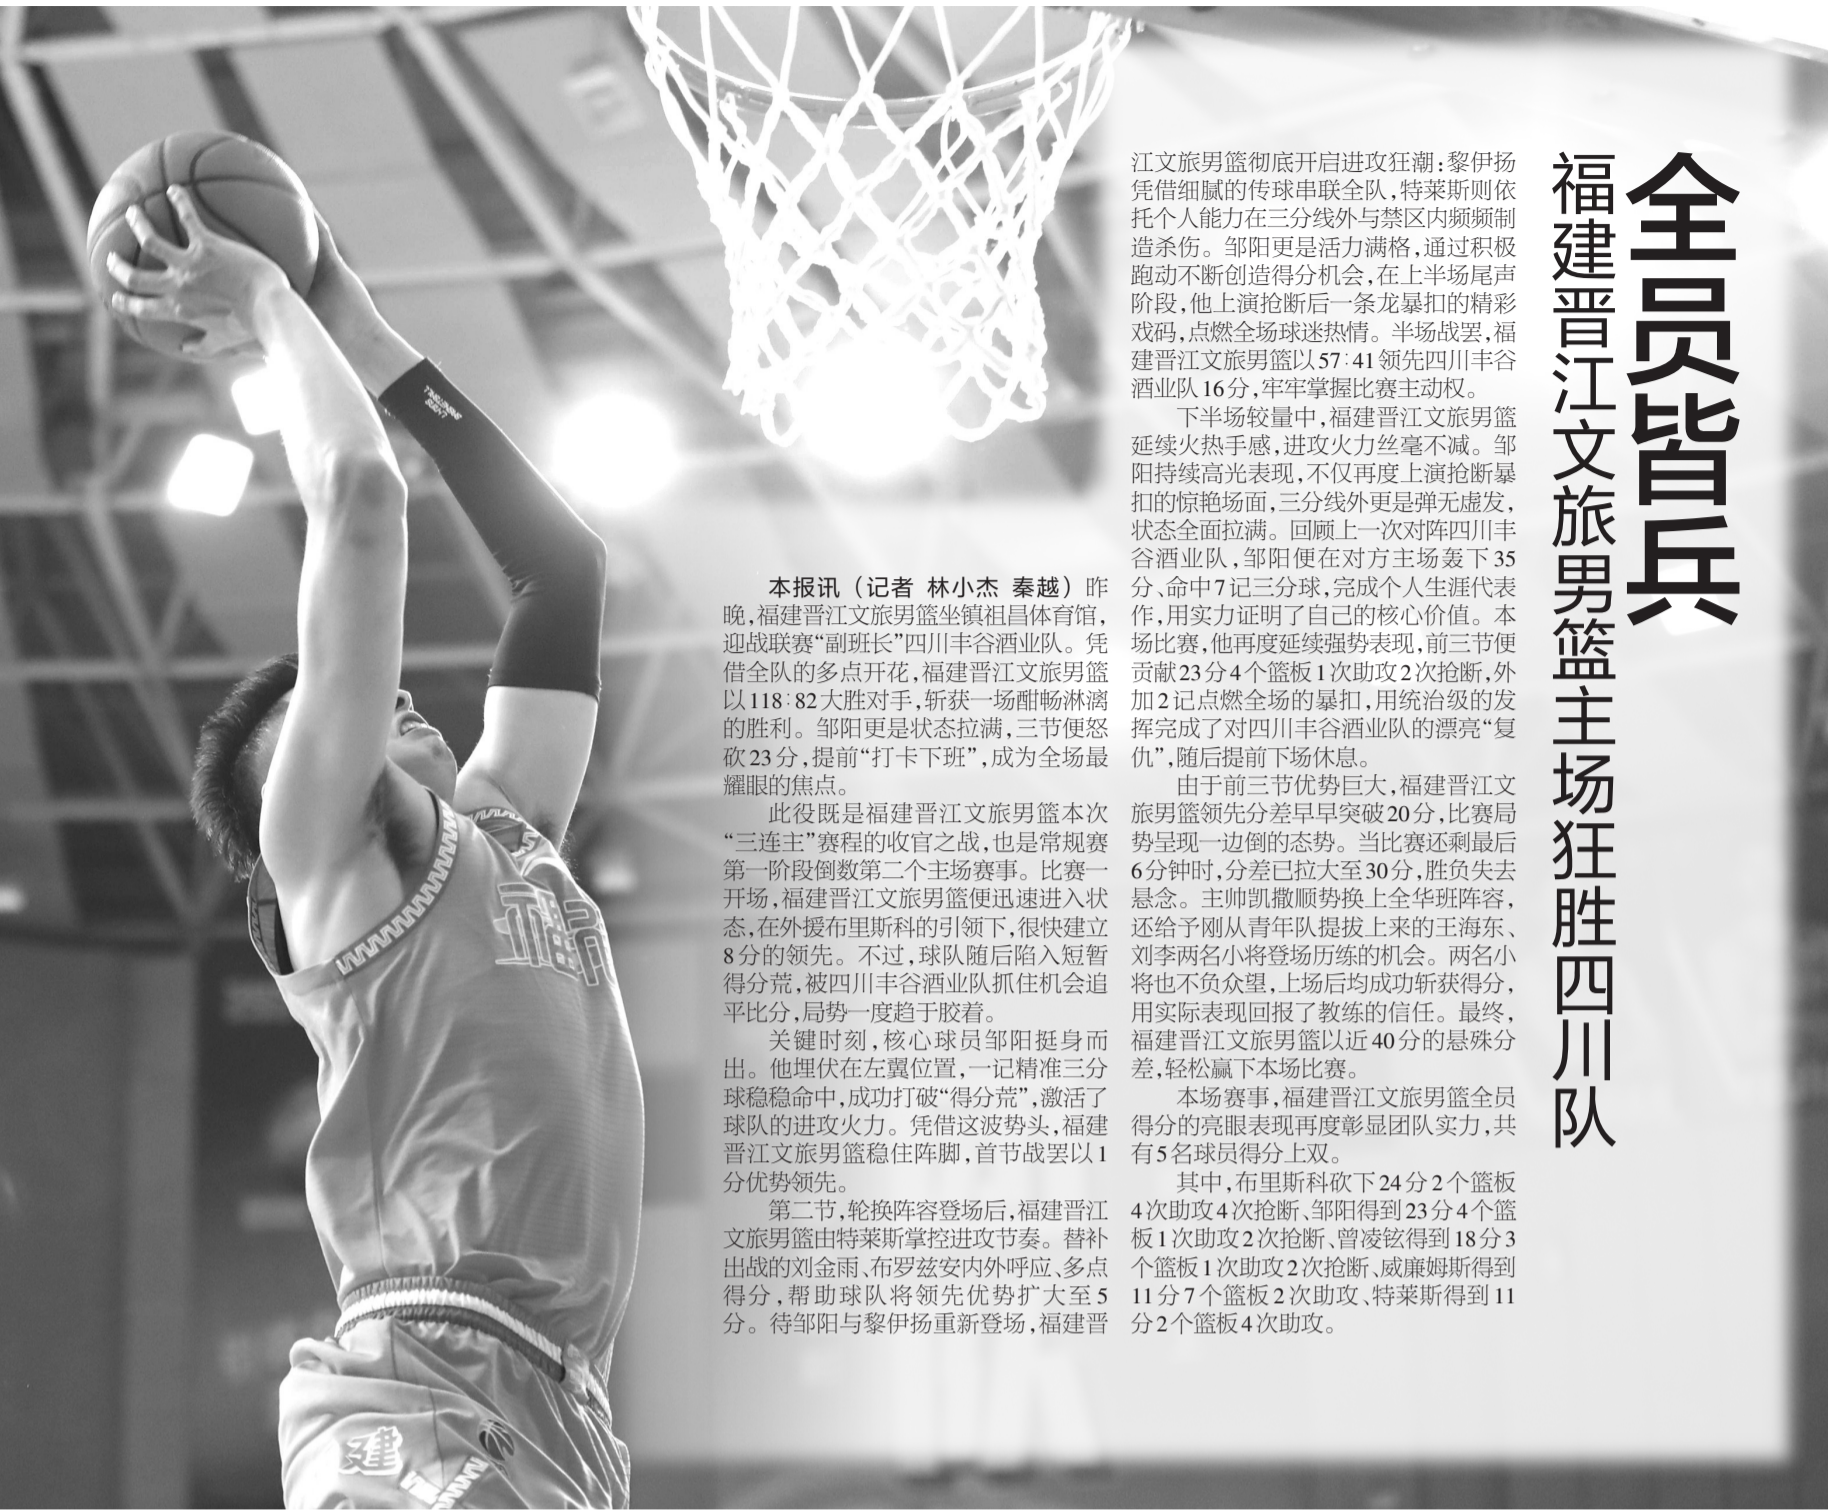 全员皆兵
福建晋江文旅男篮主场狂胜四川队
本报讯（记者 林小杰 秦越）昨
晚，福建晋江文旅男篮坐镇祖昌体育馆，
迎战联赛“副班长”四川丰谷酒业队。凭
借全队的多点开花，福建晋江文旅男篮
以118∶82大胜对手，斩获一场酣畅淋漓
的胜利。邹阳更是状态拉满，三节便怒
砍23分，提前“打卡下班”，成为全场最
耀眼的焦点。
此役既是福建晋江文旅男篮本次
“三连主”赛程的收官之战，也是常规赛
第一阶段倒数第二个主场赛事。比赛一
开场，福建晋江文旅男篮便迅速进入状
态，在外援布里斯科的引领下，很快建立
8分的领先。不过，球队随后陷入短暂
得分荒，被四川丰谷酒业队抓住机会追
平比分，局势一度趋于胶着。
关键时刻，核心球员邹阳挺身而
出。他埋伏在左翼位置，一记精准三分
球稳稳命中，成功打破“得分荒”，激活了
球队的进攻火力。凭借这波势头，福建
晋江文旅男篮稳住阵脚，首节战罢以1
分优势领先。
第二节，轮换阵容登场后，福建晋江
文旅男篮由特莱斯掌控进攻节奏。替补
出战的刘金雨、布罗兹安内外呼应、多点
得分，帮助球队将领先优势扩大至5
分。待邹阳与黎伊扬重新登场，福建晋
江文旅男篮彻底开启进攻狂潮：黎伊扬
凭借细腻的传球串联全队，特莱斯则依
托个人能力在三分线外与禁区内频频制
造杀伤。邹阳更是活力满格，通过积极
跑动不断创造得分机会，在上半场尾声
阶段，他上演抢断后一条龙暴扣的精彩
戏码，点燃全场球迷热情。半场战罢，福
建晋江文旅男篮以57∶41领先四川丰谷
酒业队16分，牢牢掌握比赛主动权。
下半场较量中，福建晋江文旅男篮
延续火热手感，进攻火力丝毫不减。邹
阳持续高光表现，不仅再度上演抢断暴
扣的惊艳场面，三分线外更是弹无虚发，
状态全面拉满。回顾上一次对阵四川丰
谷酒业队，邹阳便在对方主场轰下35
分、命中7记三分球，完成个人生涯代表
作，用实力证明了自己的核心价值。本
场比赛，他再度延续强势表现，前三节便
贡献23分4个篮板1次助攻2次抢断，外
加2记点燃全场的暴扣，用统治级的发
挥完成了对四川丰谷酒业队的漂亮“复
仇”，随后提前下场休息。
由于前三节优势巨大，福建晋江文
旅男篮领先分差早早突破20分，比赛局
势呈现一边倒的态势。当比赛还剩最后
6分钟时，分差已拉大至30分，胜负失去
悬念。主帅凯撒顺势换上全华班阵容，
还给予刚从青年队提拔上来的王海东、
刘李两名小将登场历练的机会。两名小
将也不负众望，上场后均成功斩获得分，
用实际表现回报了教练的信任。最终，
福建晋江文旅男篮以近40分的悬殊分
差，轻松赢下本场比赛。
本场赛事，福建晋江文旅男篮全员
得分的亮眼表现再度彰显团队实力，共
有5名球员得分上双。
其中，布里斯科砍下24分2个篮板
4次助攻4次抢断、邹阳得到23分4个篮
板1次助攻2次抢断、曾凌铉得到18分3
个篮板1次助攻2次抢断、威廉姆斯得到
11分7个篮板2次助攻、特莱斯得到11
分2个篮板4次助攻。
福建
建